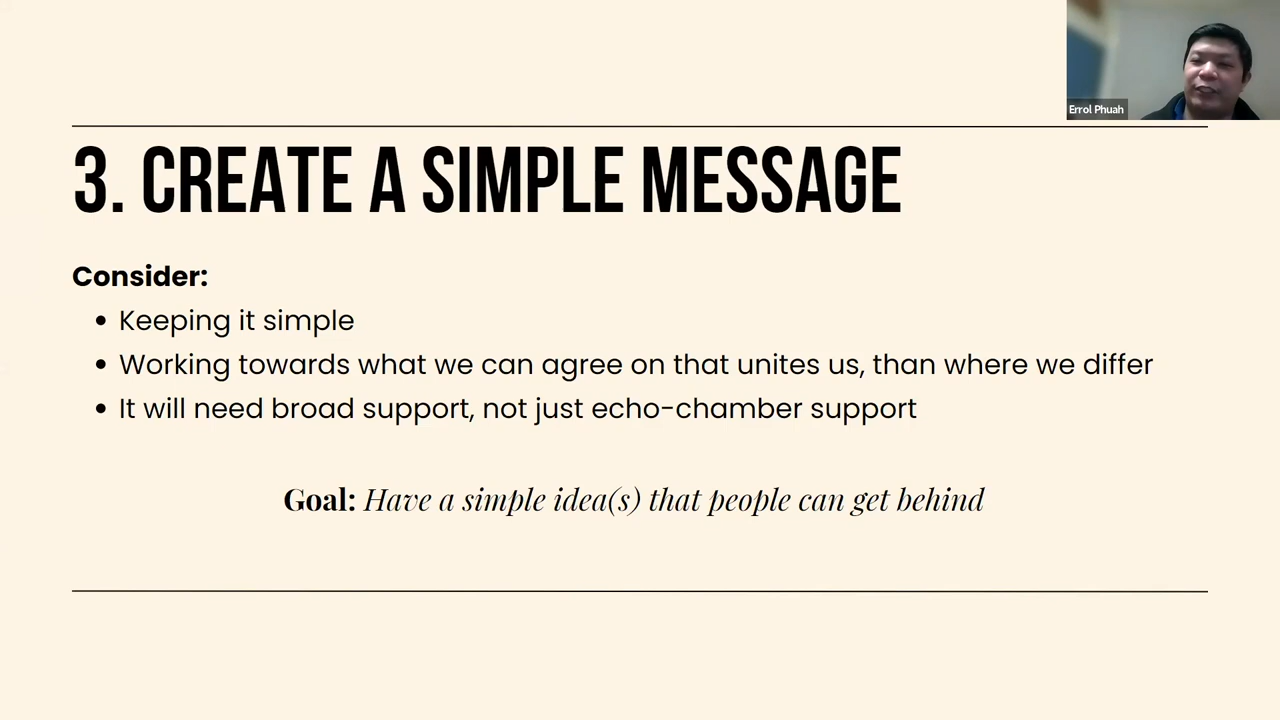 Errol Phuah
3. CREATE A SIMPLE MESSAGE
Consider:
• Keeping it simple
• Working towards what we can agree on that unites us, than where we differ
• It will need broad support, not just echo-chamber support
Goal: Have a simple idea(s) that people can get behind